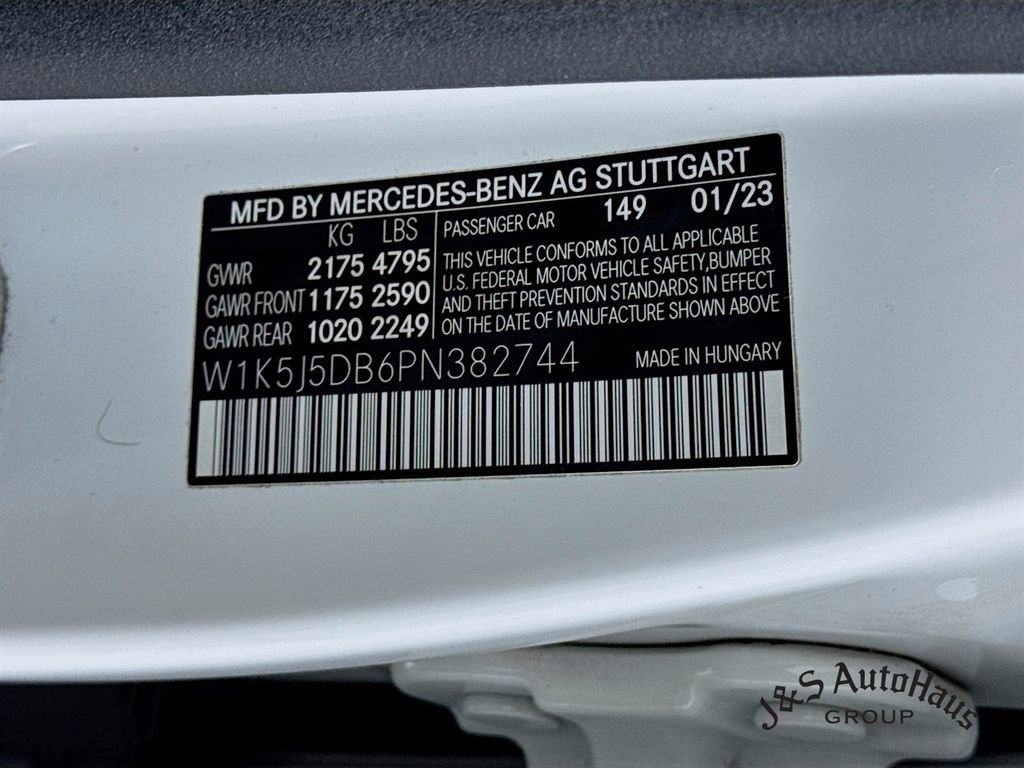 MFD BY MERCEDES-BENZ AG STUTTGART
KG LBS
GVWR 2175 4795
GAWR FRONT 1175 2590
GAWR REAR 1020 2249
PASSENGER CAR 149 01/23
THIS VEHICLE CONFORMS TO ALL APPLICABLE
U.S. FEDERAL MOTOR VEHICLE SAFETY,BUMPER
AND THEFT PREVENTION STANDARDS IN EFFECT
ON THE DATE OF MANUFACTURE SHOWN ABOVE
W1K5J5DB6PN382744
MADE IN HUNGARY
J&S AutoHaus
GROUP